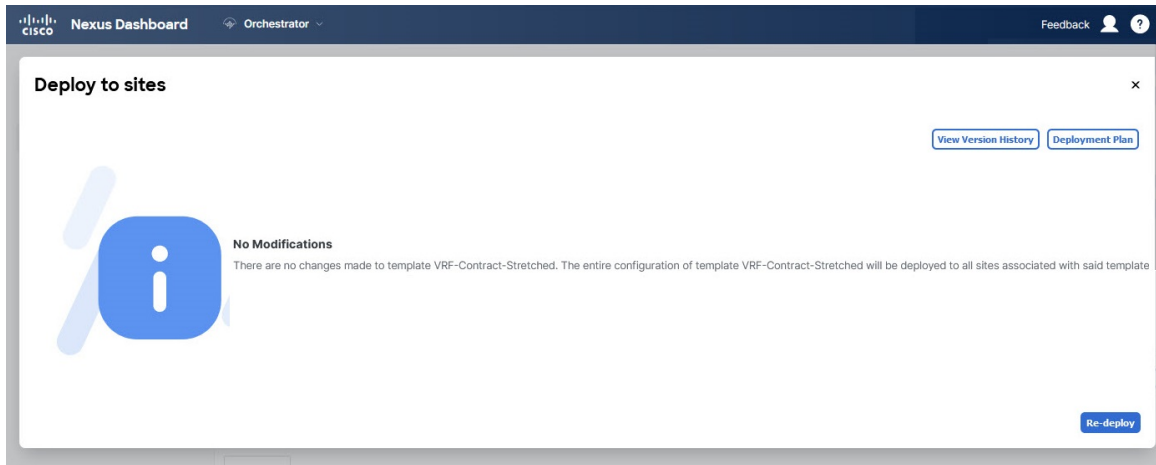 CISCO Nexus Dashboard Orchestrator Feedback ?
Deploy to sites ×
View Version History Deployment Plan
No Modifications
There are no changes made to template VRF-Contract-Stretched. The entire configuration of template VRF-Contract-Stretched will be deployed to all sites associated with said template
Re-deploy